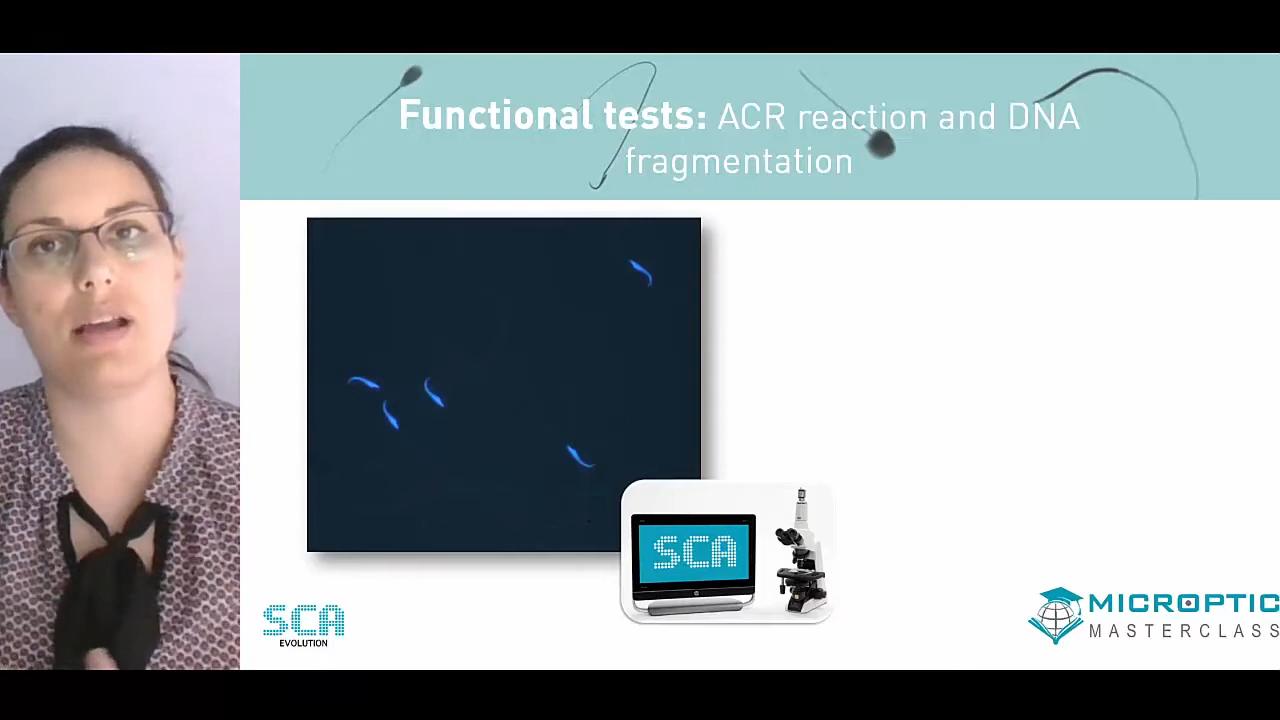 Functional tests: ACR reaction and DNA
fragmentation
SCA
SCA
EVOLUTION
MICROPTIC
MASTERCLASS